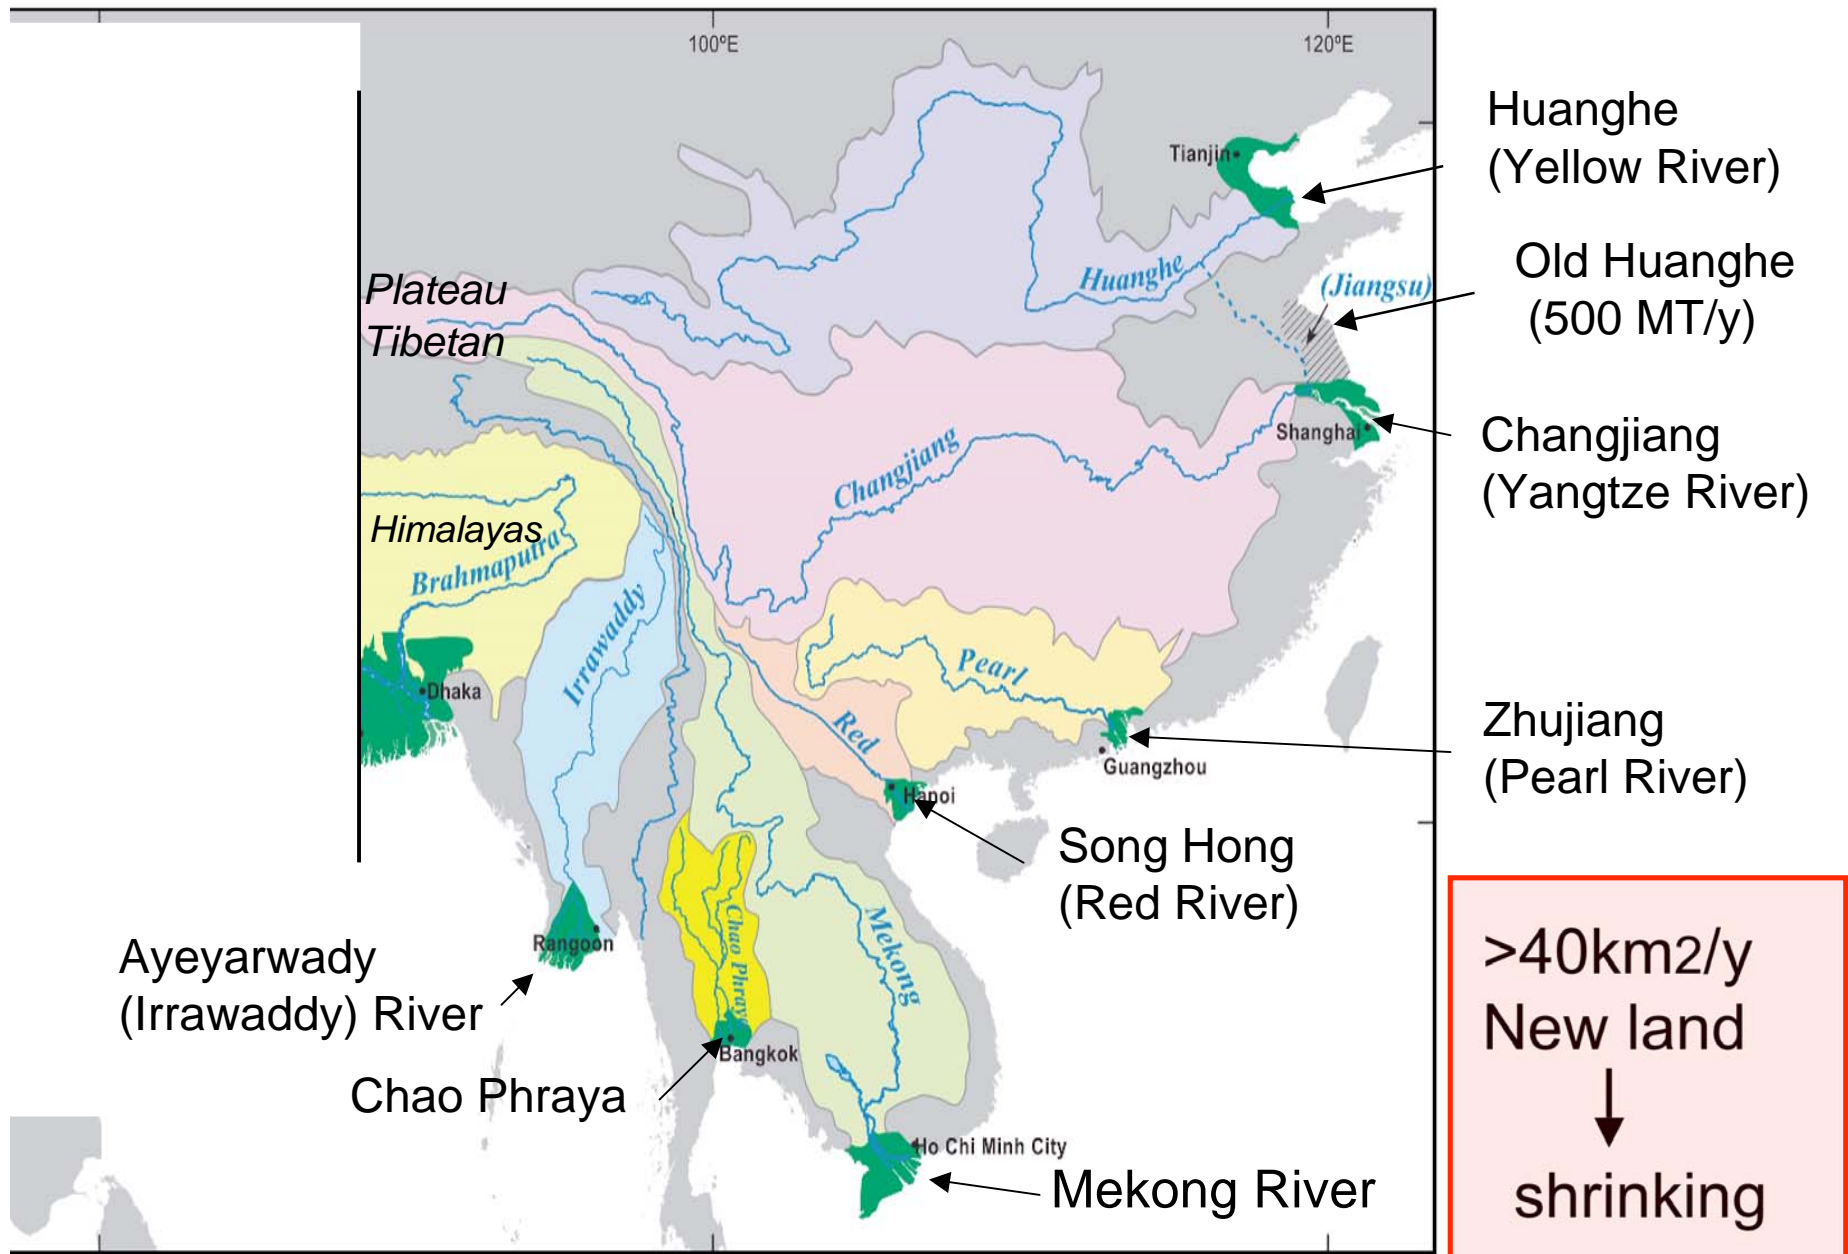 100ºE
120ºE
Huanghe
(Yellow River)
Tianjin
Old Huanghe
(500 MT/y)
Huanghe
(Jiangsu)
Plateau
Tibetan
Changjiang
(Yangtze River)
Shanghai
Changjiang
Himalayas
Brahmaputra
Irrawaddy
Dhaka
Pearl
Red
Zhujiang
(Pearl River)
Guangzhou
Hanoi
Song Hong
(Red River)
Mekong
Chao Phraya
Rangoon
Ayeyarwady
(Irrawaddy) River
Bangkok
Chao Phraya
Ho Chi Minh City
Mekong River
>40km2/y
New land
shrinking